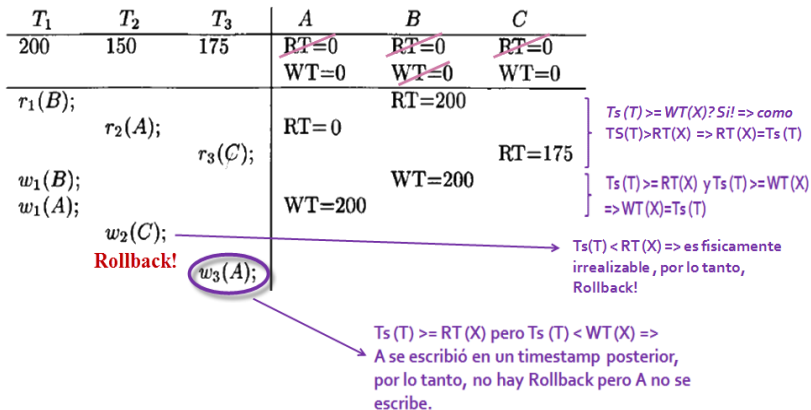 T1 T2 T3 A B C
200 150 175 RT=0 RT=0 RT=0
WT=0 WT=0 WT=0
r1(B); RT=200
r2(A); RT=0
r3(C); RT=175
w1(B); WT=200
w1(A); WT=200
w2(C);
Rollback!
w3(A);
Ts (T) >= WT(X)? Si! => como
TS(T)>RT(X) => RT(X)=Ts(T)
Ts(T)>=RT(X) y Ts(T)>=WT(X)
=>WT(X)=Ts(T)
Ts(T) < RT (X) => es fisicamente
irrealizable , por lo tanto,
Rollback!
Ts (T) >= RT (X) pero Ts (T) < WT (X) =>
A se escribió en un timestamp posterior,
por lo tanto, no hay Rollback pero A no se
escribe.